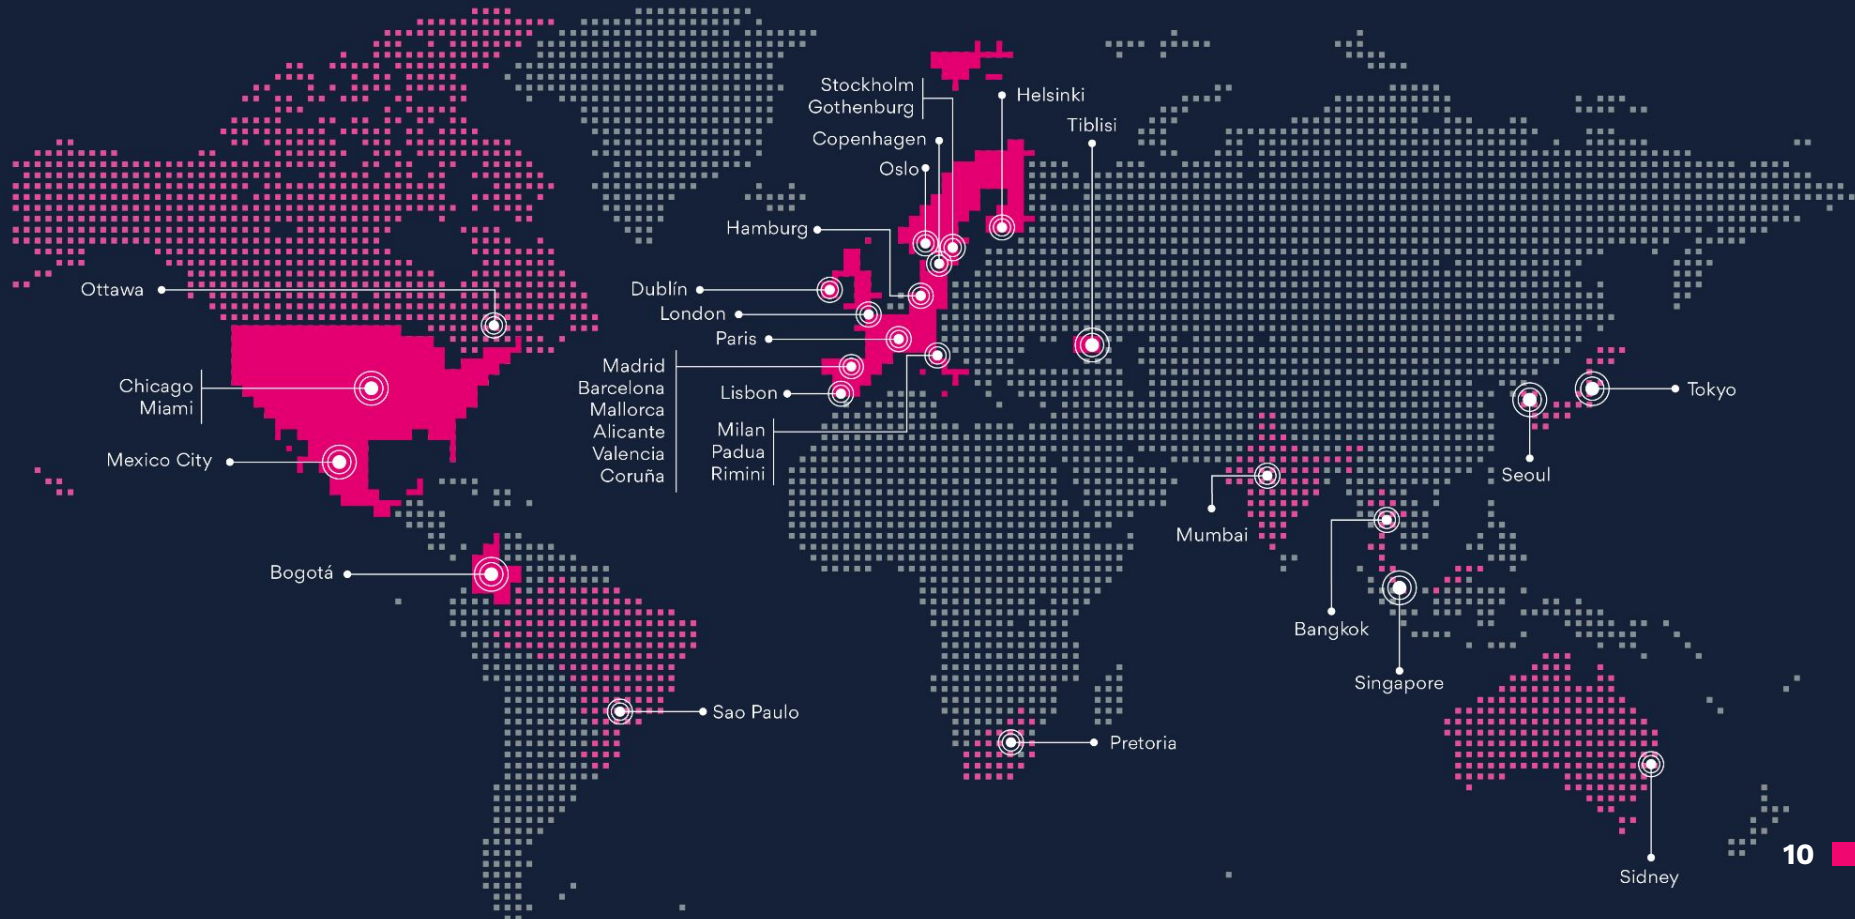 Stockholm
Gothenburg
Helsinki
Copenhagen
Tiblisi
Oslo
Hamburg
Ottawa
Dublín
London
Paris
Chicago
Miami
Madrid
Barcelona
Mallorca
Alicante
Valencia
Coruña
Lisbon
Milan
Padua
Rimini
Tokyo
Mexico City
Seoul
Mumbai
Bogotá
Bangkok
Singapore
Sao Paulo
Pretoria
10
Sidney